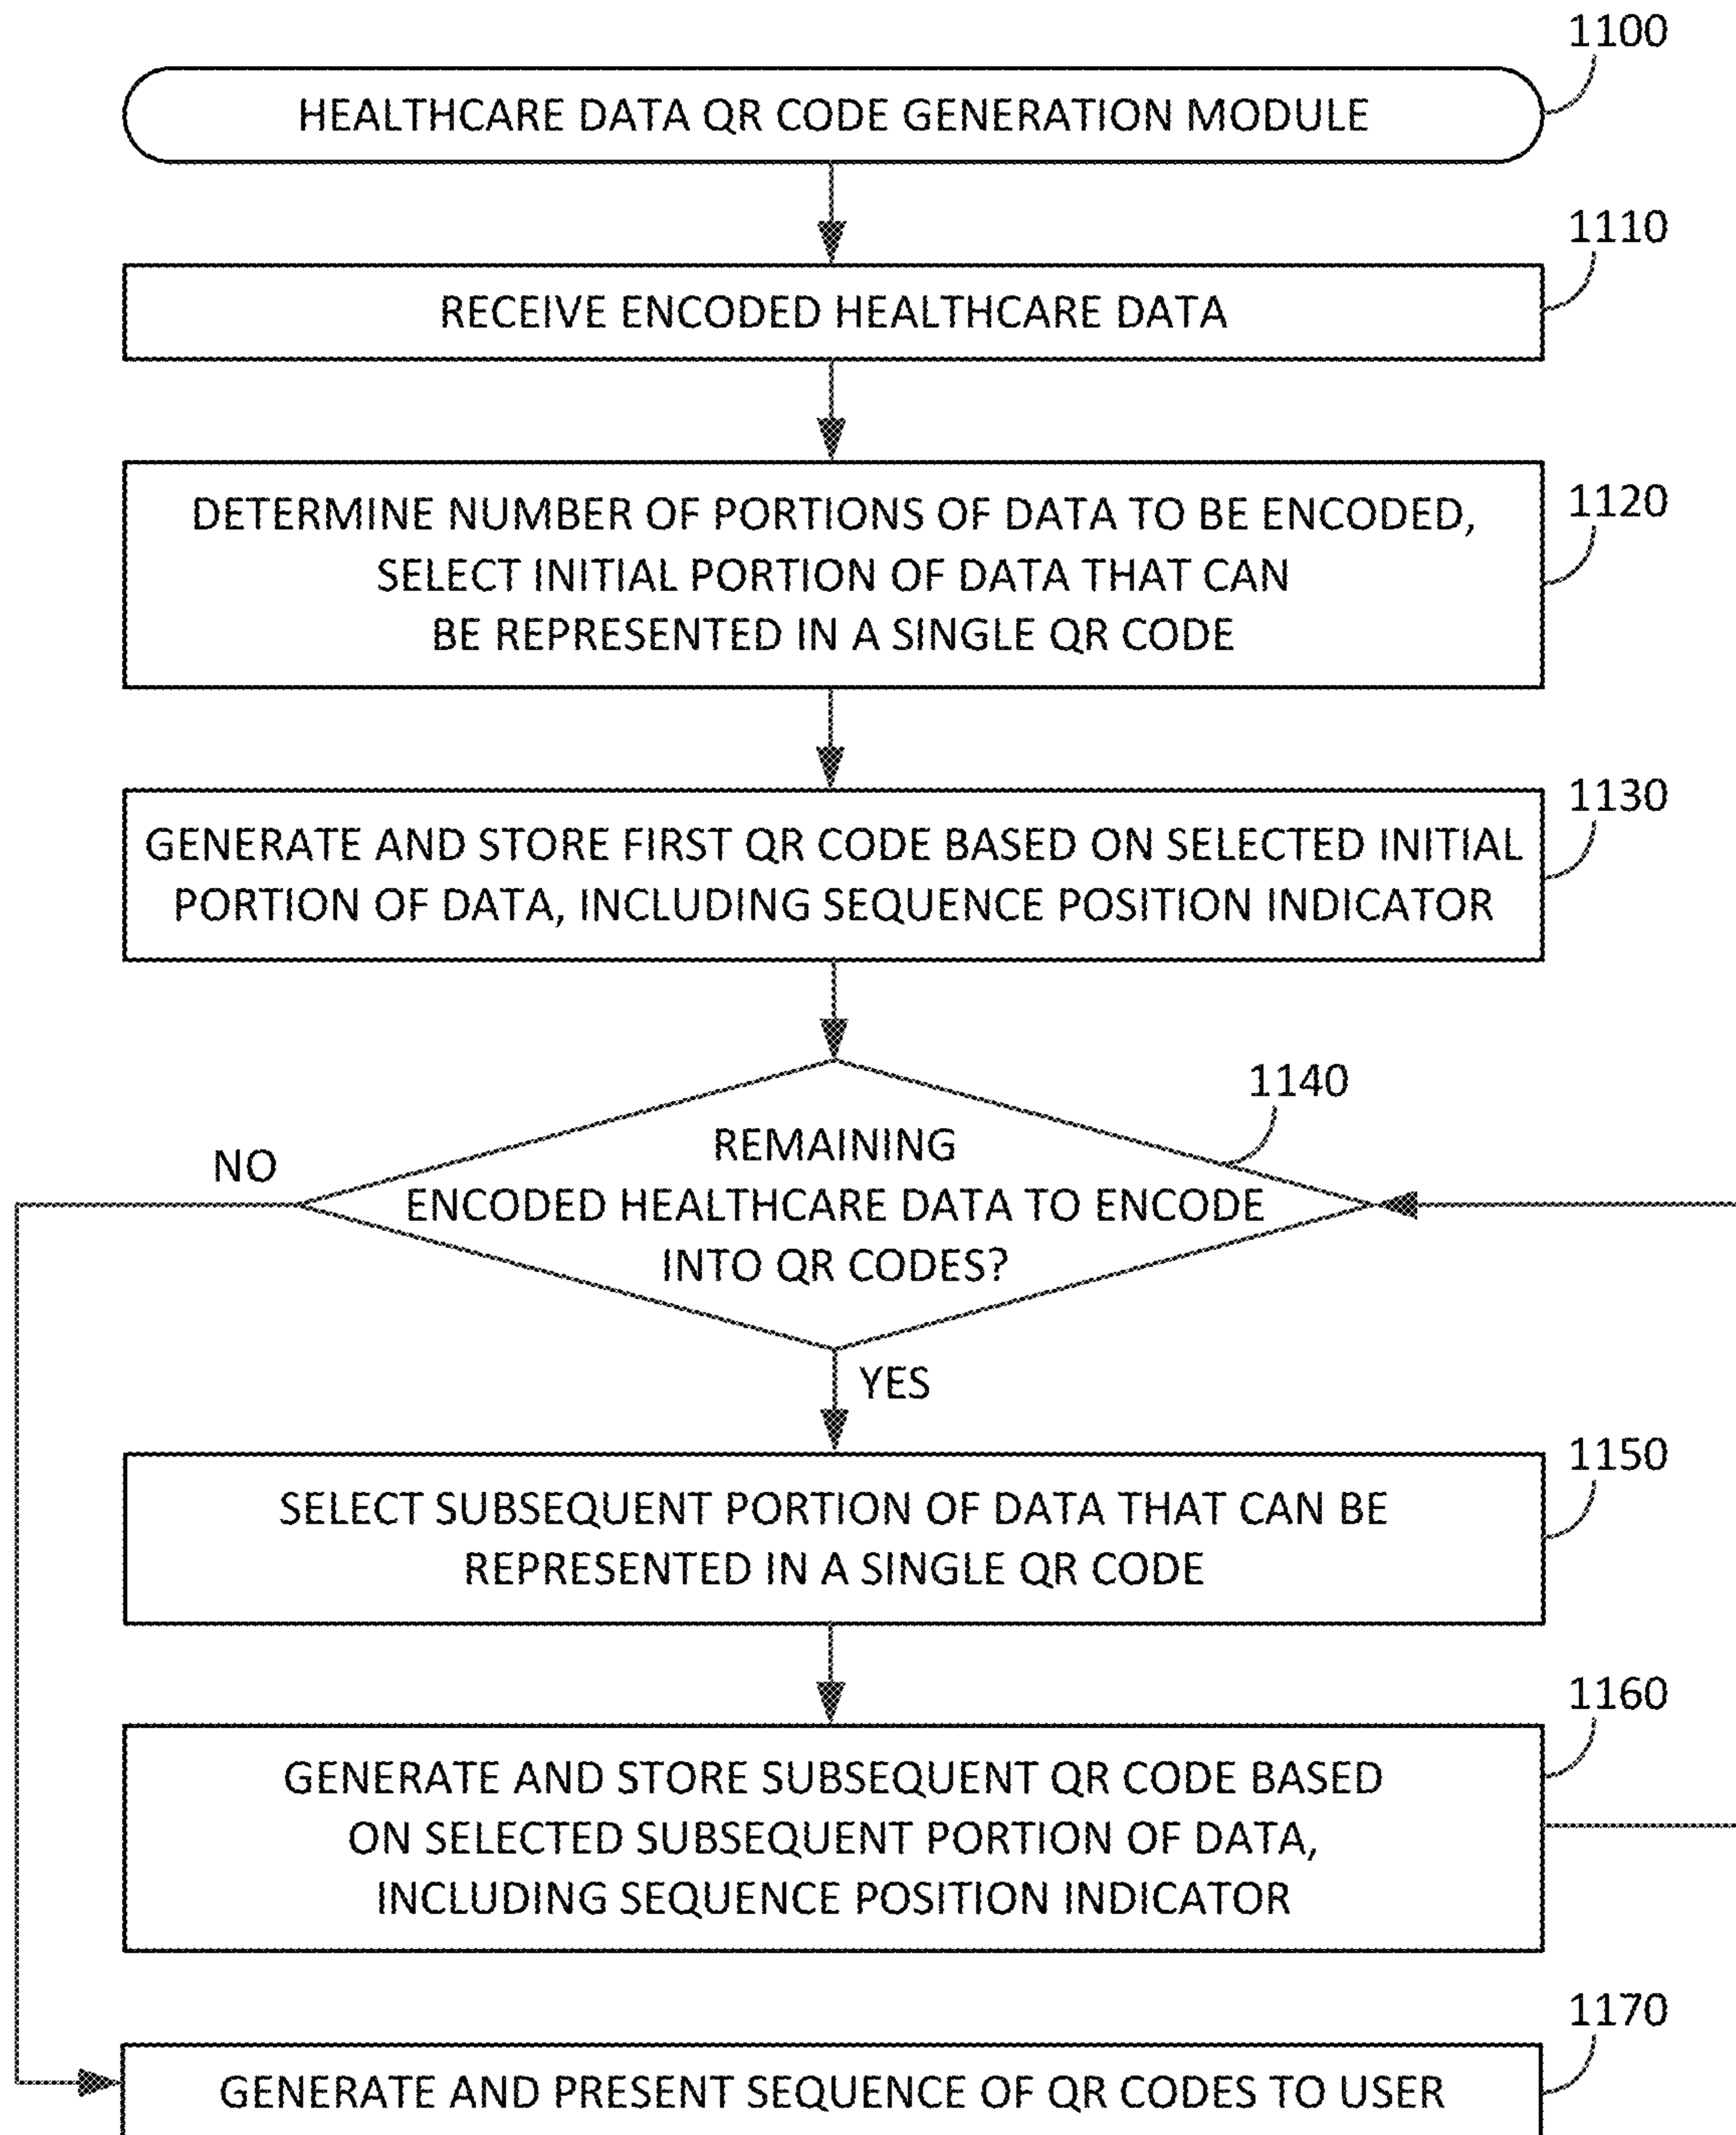 1100
HEALTHCARE DATA QR CODE GENERATION MODULE
1110
RECEIVE ENCODED HEALTHCARE DATA
1120
DETERMINE NUMBER OF PORTIONS OF DATA TO BE ENCODED,
SELECT INITIAL PORTION OF DATA THAT CAN
BE REPRESENTED IN A SINGLE QR CODE
1130
GENERATE AND STORE FIRST QR CODE BASED ON SELECTED INITIAL
PORTION OF DATA, INCLUDING SEQUENCE POSITION INDICATOR
1140
REMAINING
NO
ENCODED HEALTHCARE DATA TO ENCODE
INTO QR CODES?
YES
1150
SELECT SUBSEQUENT PORTION OF DATA THAT CAN BE
REPRESENTED IN A SINGLE QR CODE
1160
GENERATE AND STORE SUBSEQUENT QR CODE BASED
ON SELECTED SUBSEQUENT PORTION OF DATA,
INCLUDING SEQUENCE POSITION INDICATOR
1170
GENERATE AND PRESENT SEQUENCE OF QR CODES TO USER